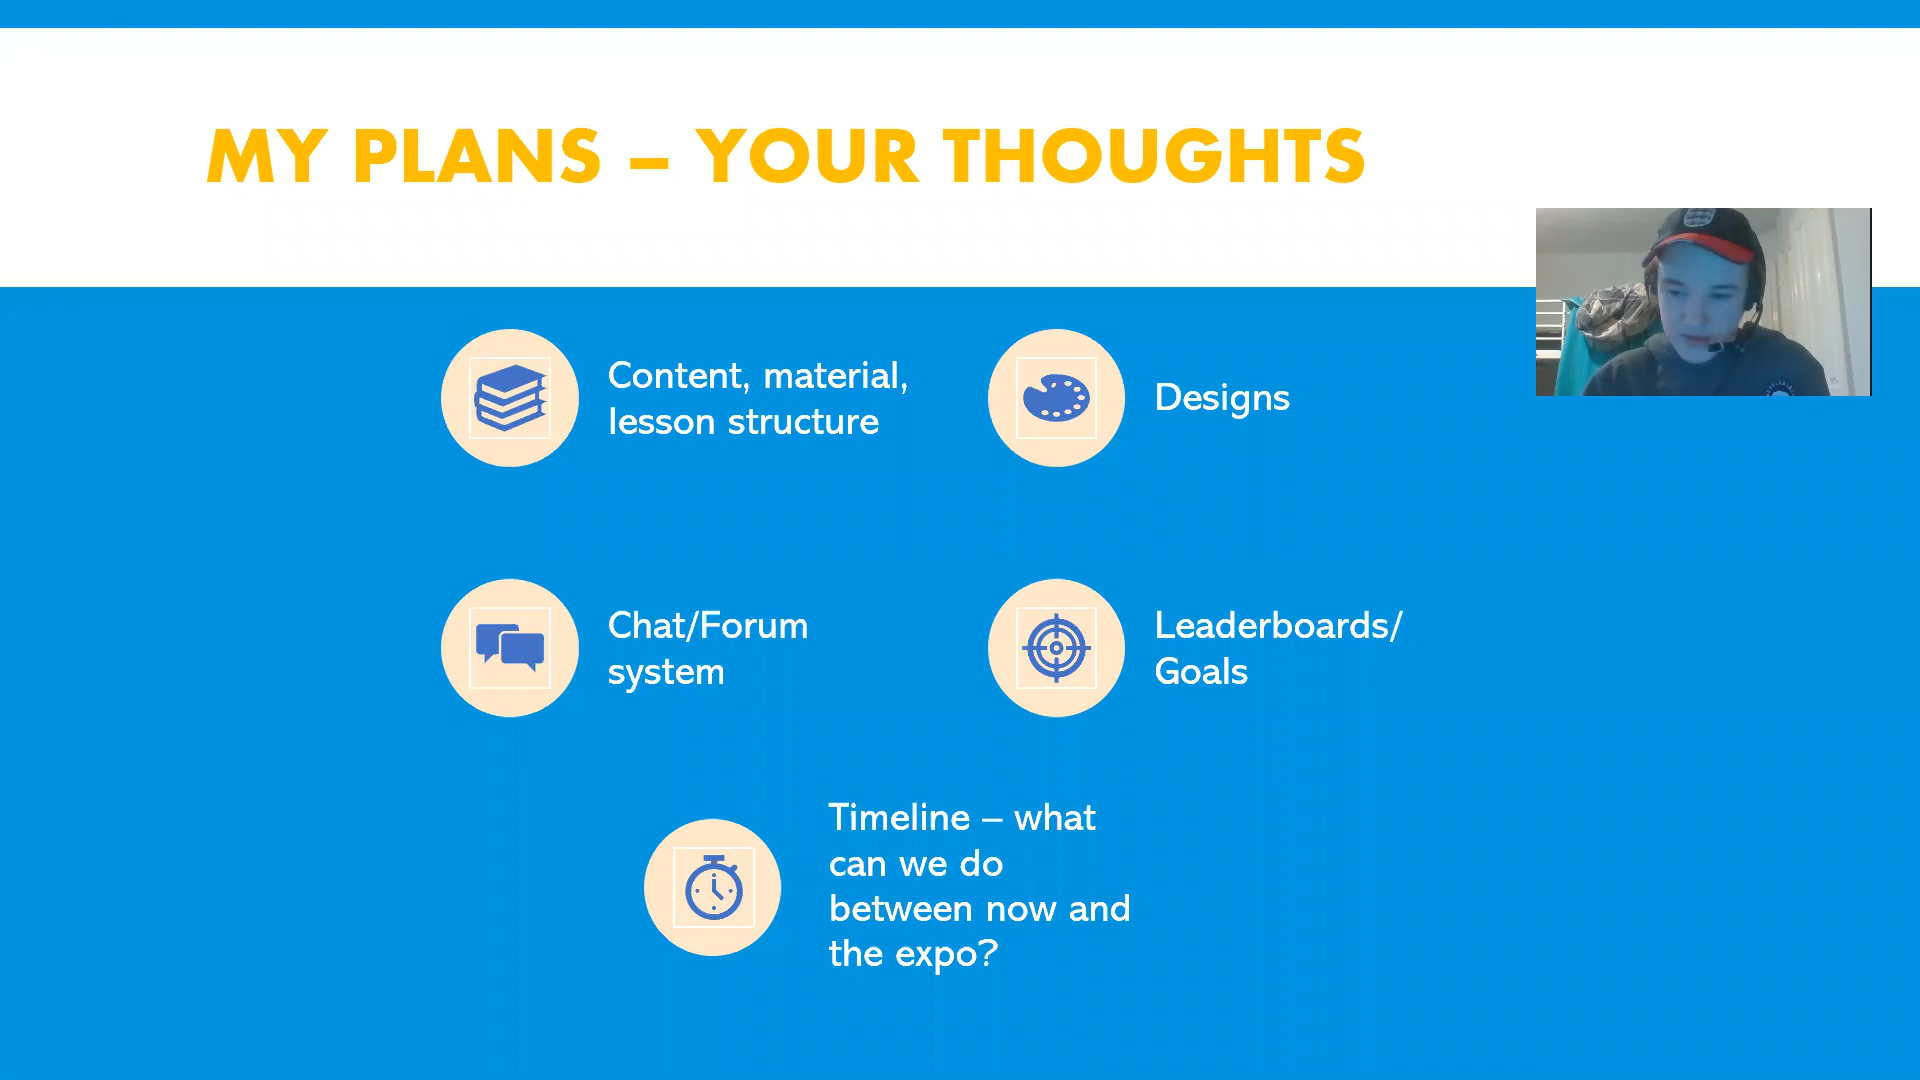 MY PLANS – YOUR THOUGHTS
Content, material,
lesson structure
Designs
Chat/Forum
system
Leaderboards/
Goals
Timeline – what
can we do
between now and
the expo?